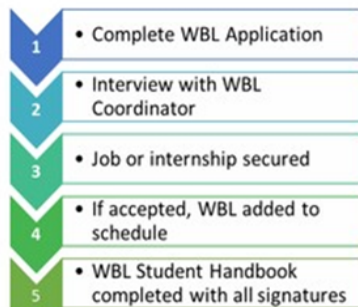 1
• Complete WBL Application
2
• Interview with WBL
Coordinator
3
• Job or internship secured
4
• If accepted, WBL added to
schedule
5
• WBL Student Handbook
completed with all signatures